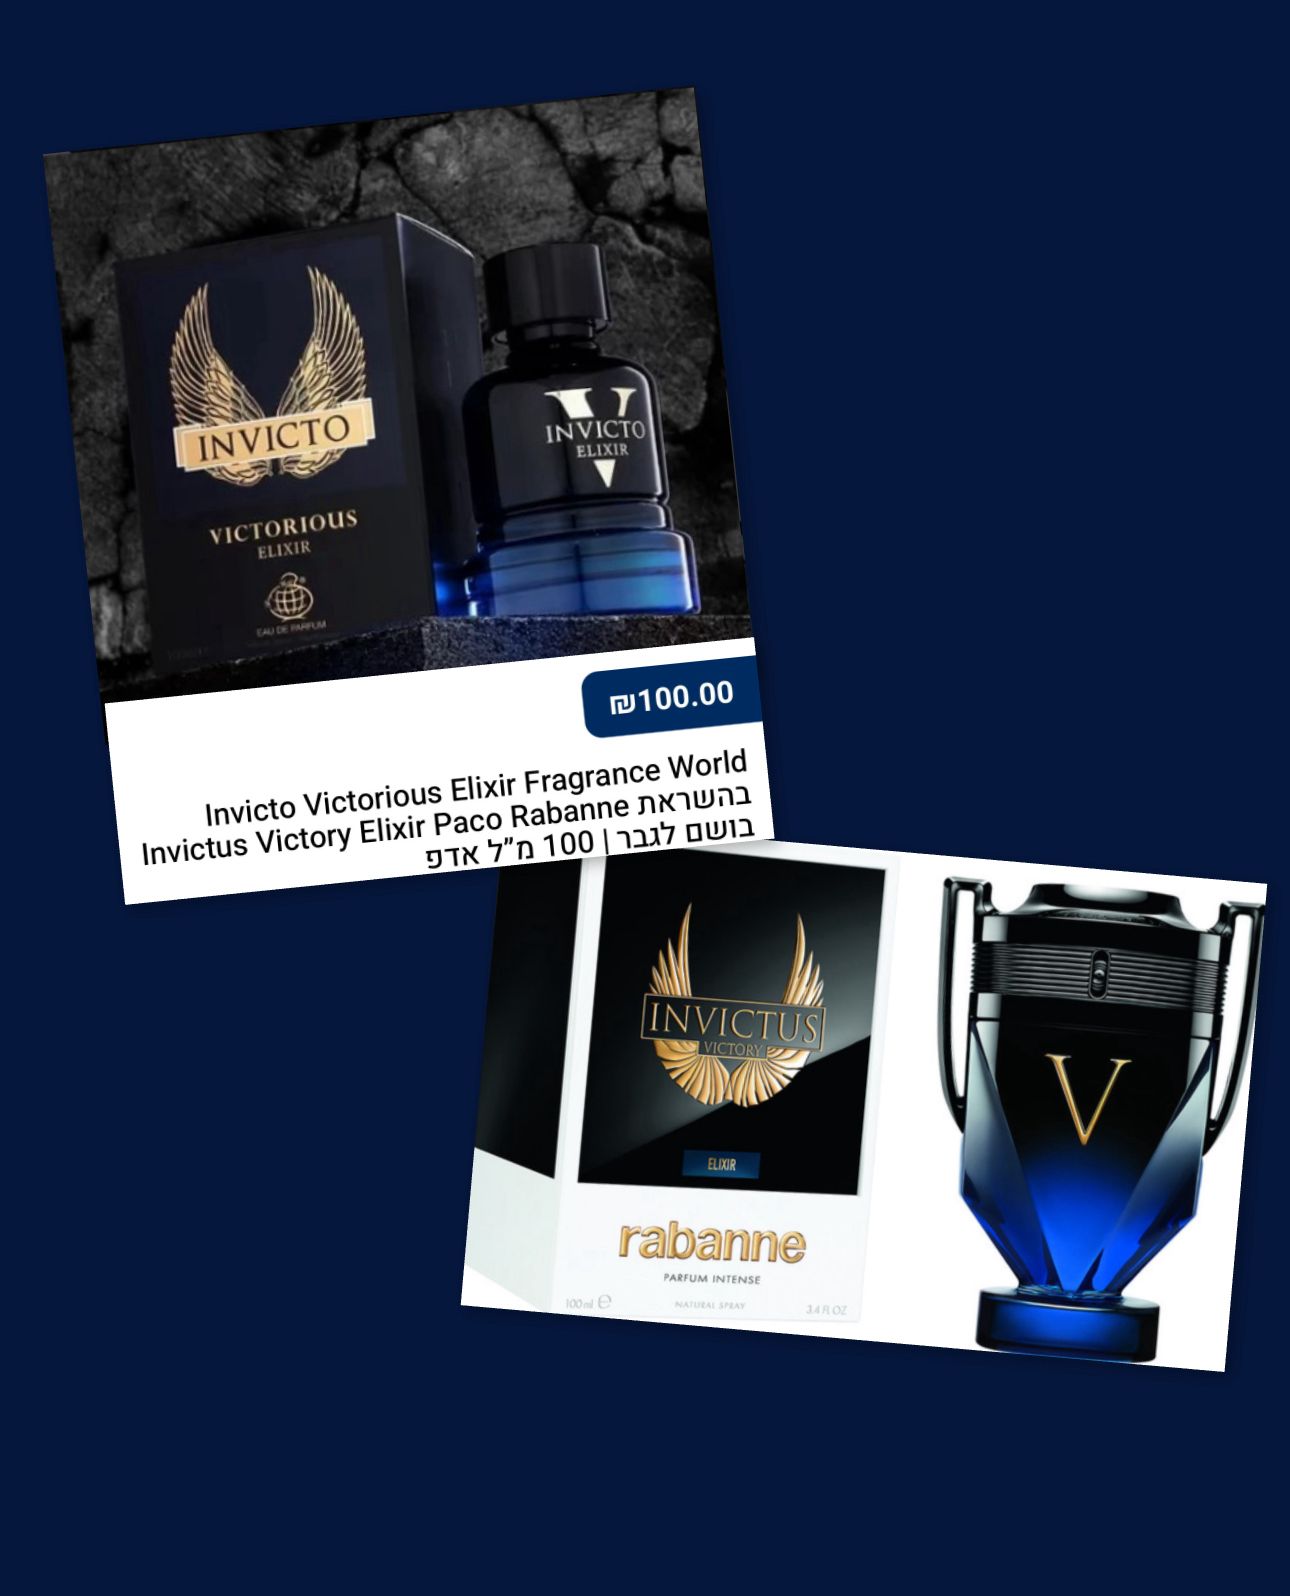 INVICTO
VICTORIOUS
ELIXIR
EAU DE PARFUM
V
INVICTO
ELIXIR
₪100.00
Invicto Victorious Elixir Fragrance World
בהשראת Invictus Victory Elixir Paco Rabanne
בושם לגבר | 100 מ״ל אדפ
INVICTUS
VICTORY
ELIXIR
rabanne
PARFUM INTENSE
100ml e
NATURAL SPRAY
3.4 FL OZ
V